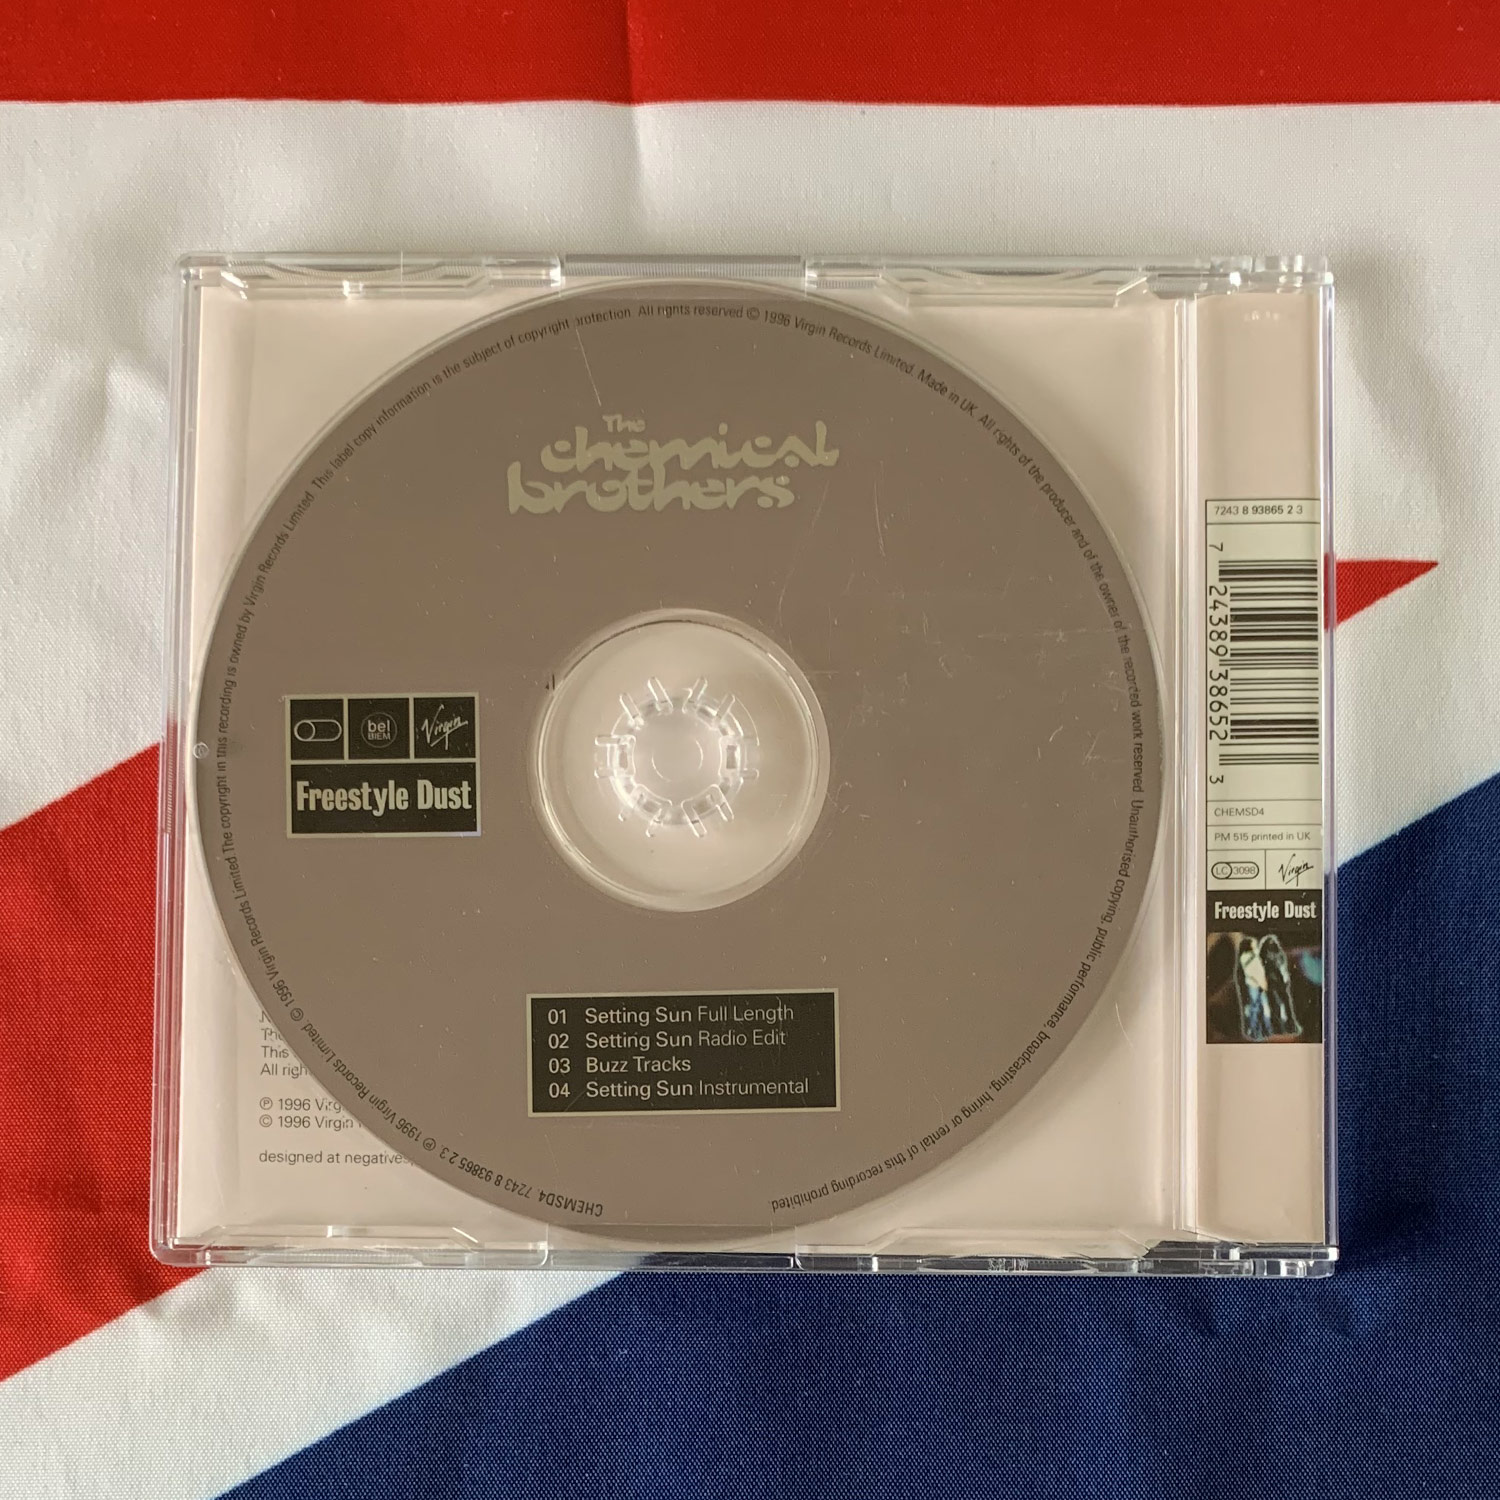 CHEMSD4. 7243 8 93865 2 3. ℗ 1996 Virgin Records Limited © 1996 Virgin Records Limited The copyright in this recording is owned by Virgin Records Limited. This label copy information is the subject of copyright protection. All rights reserved © 1996 Virgin Records Limited. Made in UK. All rights of the producer and of the owner of the recorded work reserved. Unauthorised copying, public performance, broadcasting, hiring or rental of this recording prohibited.
The
chemical
brothers
bel
BIEM
Virgin
Freestyle Dust
01 Setting Sun Full Length
02 Setting Sun Radio Edit
03 Buzz Tracks
04 Setting Sun Instrumental
This
All righ
℗ 1996 Virg
© 1996 Virgin
designed at negatives
7243 8 93865 2 3
7 24389 38652 3
CHEMSD4
PM 515 printed in UK
LC 3098
Virgin
Freestyle Dust